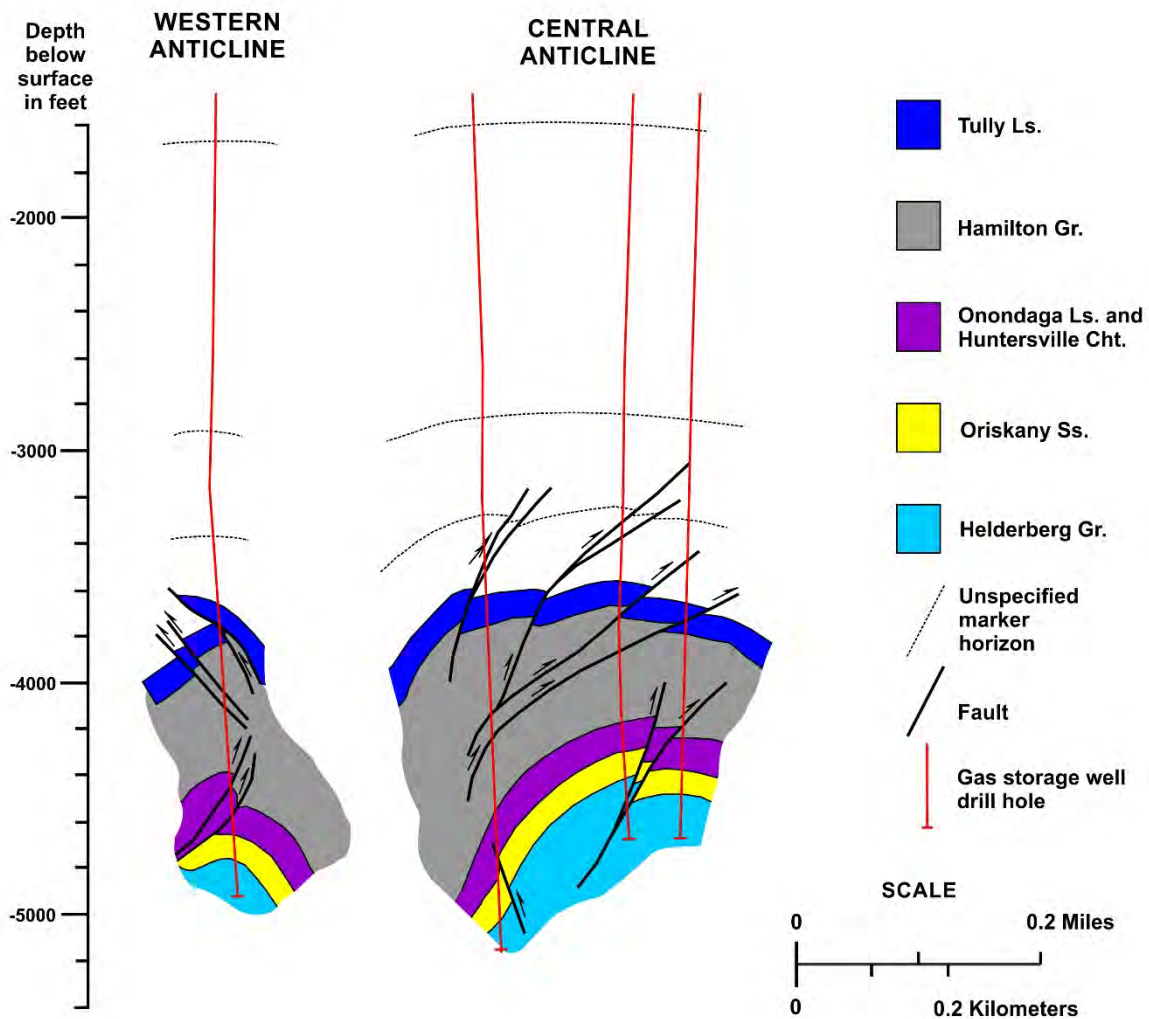 Depth
below
surface
in feet
WESTERN
ANTICLINE
CENTRAL
ANTICLINE
-2000
-3000
-4000
-5000
Tully Ls.
Hamilton Gr.
Onondaga Ls. and
Huntersville Cht.
Oriskany Ss.
Helderberg Gr.
Unspecified
marker
horizon
Fault
Gas storage well
drill hole
SCALE
0
0.2 Miles
0
0.2 Kilometers